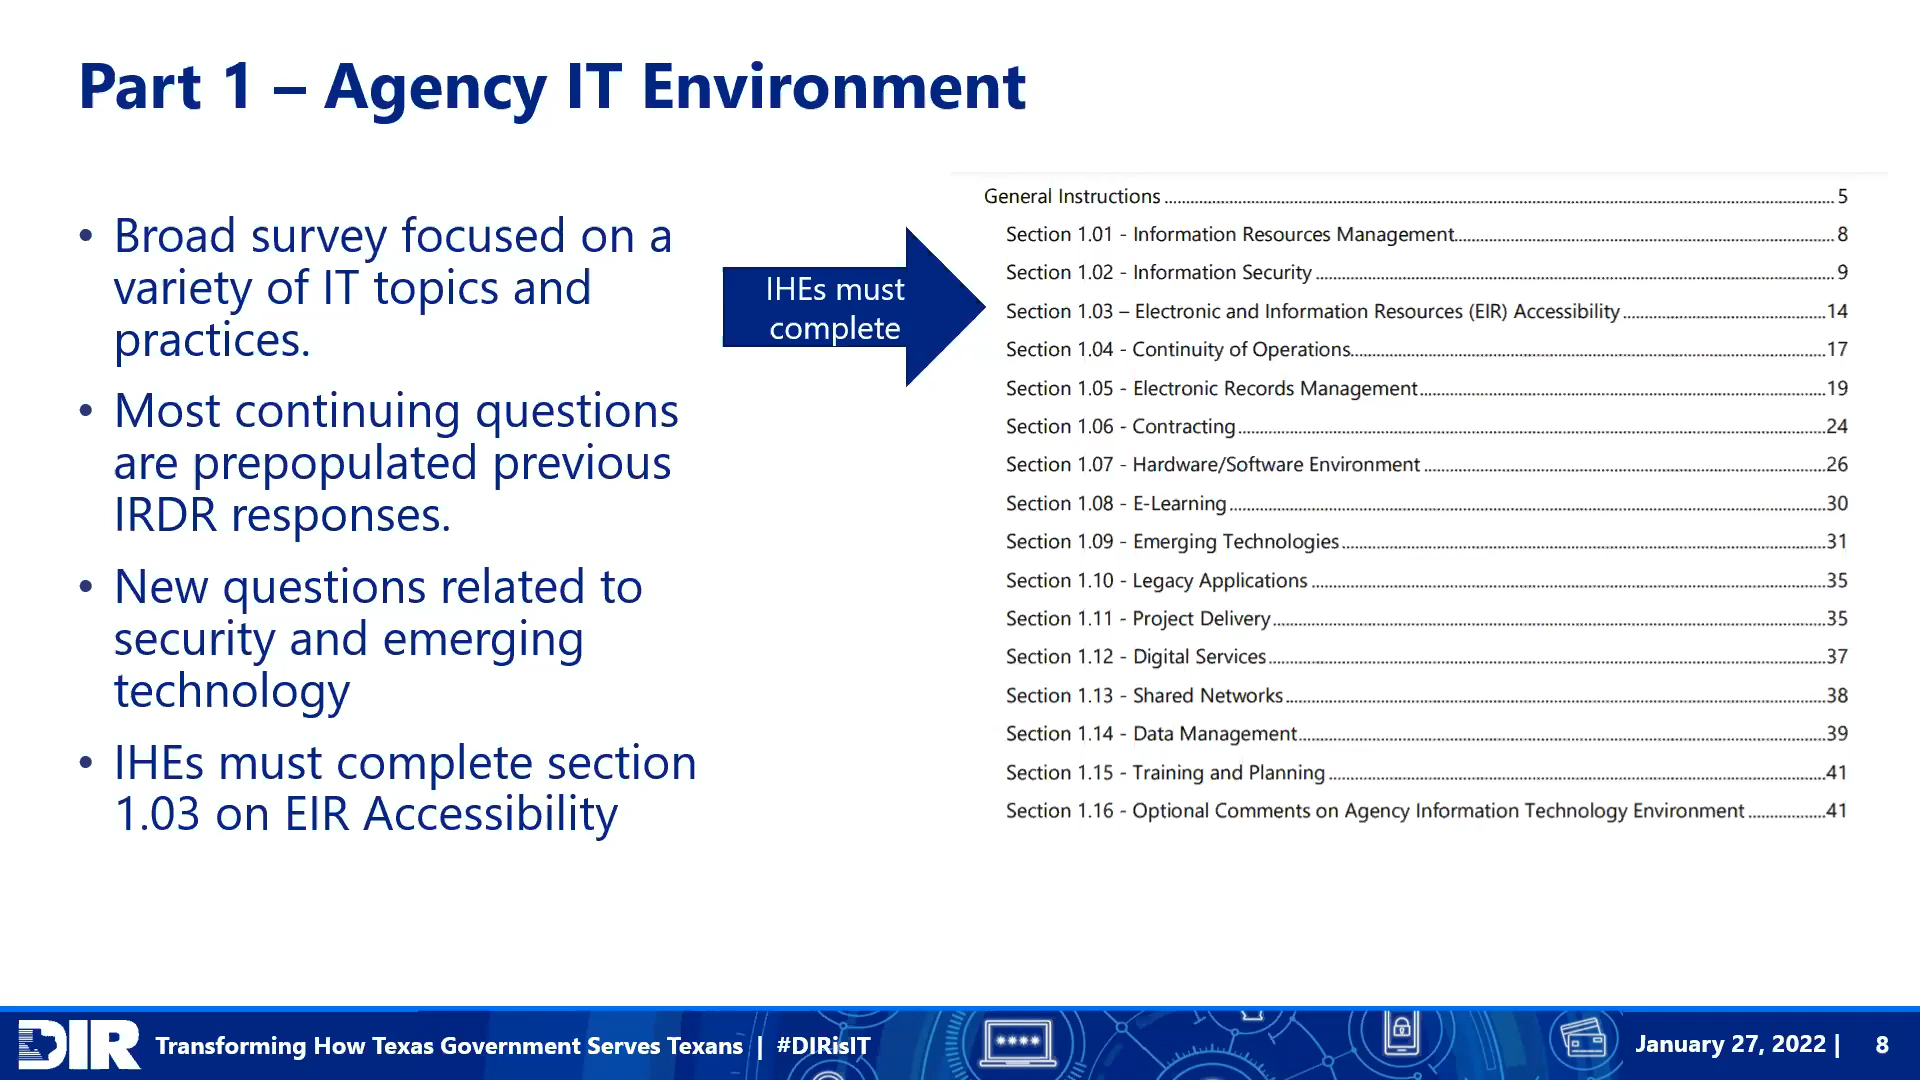 Part 1 – Agency IT Environment
• Broad survey focused on a
variety of IT topics and
practices.
• Most continuing questions
are prepopulated previous
IRDR responses.
• New questions related to
security and emerging
technology
• IHEs must complete section
1.03 on EIR Accessibility
IHEs must
complete
General Instructions 5
Section 1.01 - Information Resources Management 8
Section 1.02 - Information Security 9
Section 1.03 – Electronic and Information Resources (EIR) Accessibility 14
Section 1.04 - Continuity of Operations 17
Section 1.05 - Electronic Records Management 19
Section 1.06 - Contracting 24
Section 1.07 - Hardware/Software Environment 26
Section 1.08 - E-Learning 30
Section 1.09 - Emerging Technologies 31
Section 1.10 - Legacy Applications 35
Section 1.11 - Project Delivery 35
Section 1.12 - Digital Services 37
Section 1.13 - Shared Networks 38
Section 1.14 - Data Management 39
Section 1.15 - Training and Planning 41
Section 1.16 - Optional Comments on Agency Information Technology Environment 41
DIR Transforming How Texas Government Serves Texans | #DIRisIT
****
January 27, 2022 | 8